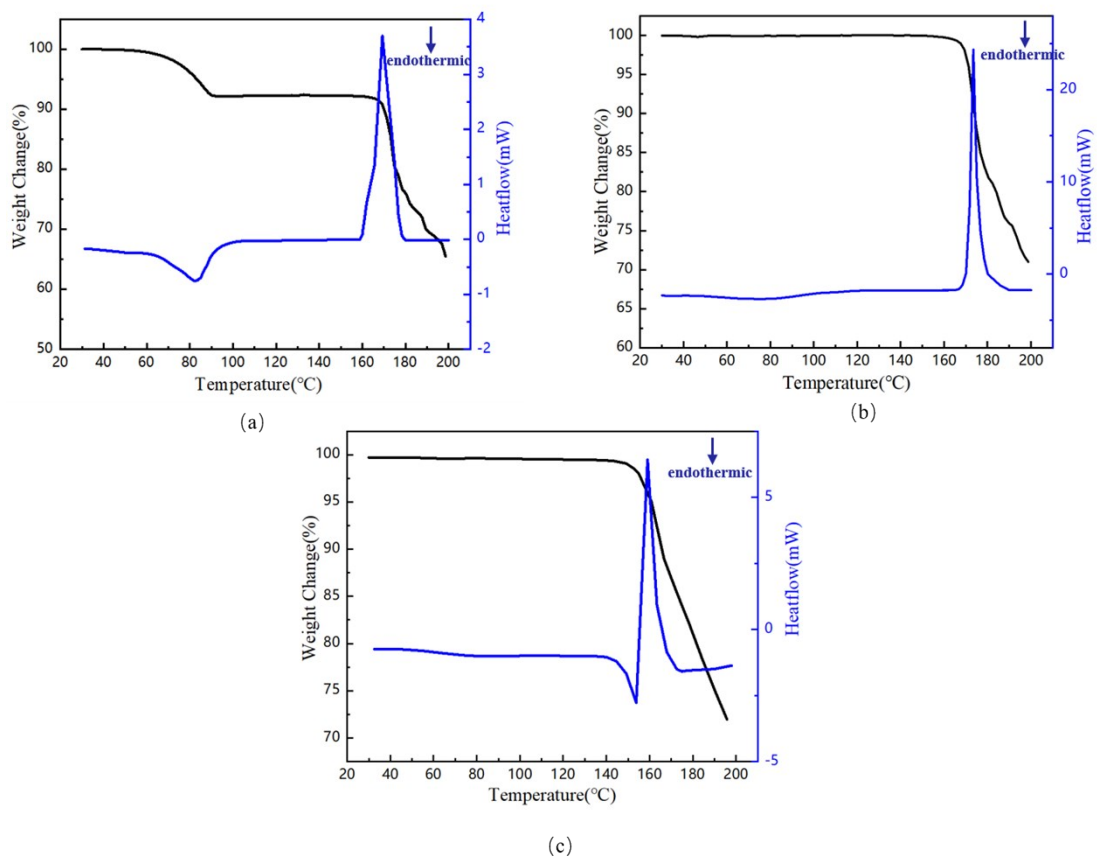 100
90
80
70
60
50
Weight Change(%)
20 40 60 80 100 120 140 160 180 200
Temperature(℃)
4
3
2
1
0
-1
-2
Heatflow(mW)
endothermic
(a)
100
95
90
85
80
75
70
65
60
Weight Change(%)
20 40 60 80 100 120 140 160 180 200
Temperature(℃)
20
10
0
Heatflow(mW)
endothermic
(b)
100
95
90
85
80
75
70
Weight Change(%)
20 40 60 80 100 120 140 160 180 200
Temperature(℃)
5
0
-5
Heatflow(mW)
endothermic
(c)